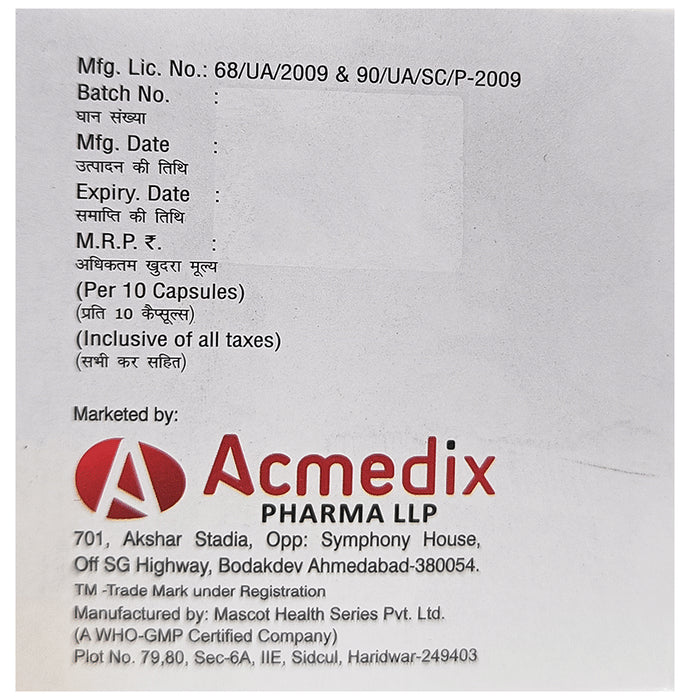 Mfg. Lic. No.: 68/UA/2009 & 90/UA/SC/P-2009
Batch No. :
घान संख्या
Mfg. Date :
उत्पादन की तिथि
Expiry. Date :
समाप्ति की तिथि
M.R.P. ₹. :
अधिकतम खुदरा मूल्य
(Per 10 Capsules)
(प्रति 10 कैप्सूल्स)
(Inclusive of all taxes)
(सभी कर सहित)
Marketed by:
Acmedix
PHARMA LLP
701, Akshar Stadia, Opp: Symphony House,
Off SG Highway, Bodakdev Ahmedabad-380054.
TM -Trade Mark under Registration
Manufactured by: Mascot Health Series Pvt. Ltd.
(A WHO-GMP Certified Company)
Plot No. 79,80, Sec-6A, IIE, Sidcul, Haridwar-249403